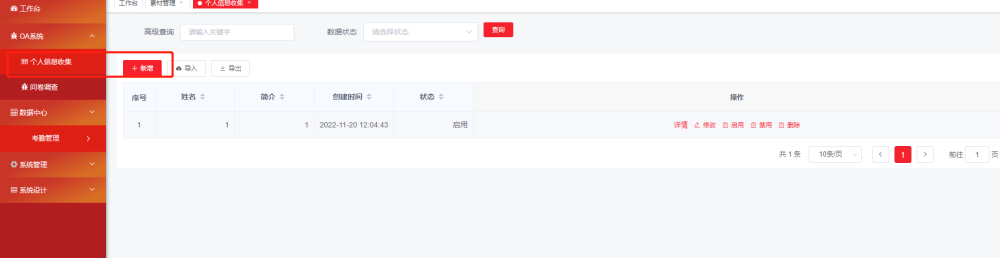 工作台
工作台 素材管理 × 个人信息收集 ×
OA系统
高级查询 请输入关键字 数据状态 请选择状态 查询
个人信息收集
+ 新增 导入 导出
问卷调查
序号 姓名 简介 创建时间 状态 操作
数据中心
1 1 1 2022-11-20 12:04:43 启用 详情 修改 启用 禁用 删除
考勤管理
共 1 条 10条/页 < 1 > 前往 1 页
系统管理
系统设计